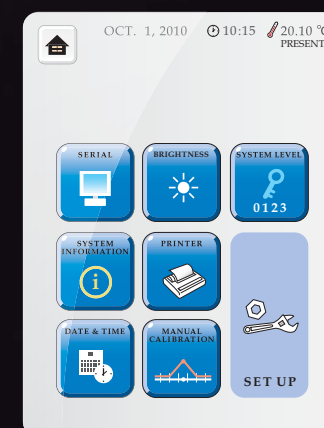 OCT. 1, 2010 10:15 20.10 °C
PRESENT
SERIAL
BRIGHTNESS
SYSTEM LEVEL
0123
SYSTEM
INFORMATION
i
PRINTER
DATE & TIME
MANUAL
CALIBRATION
SET UP